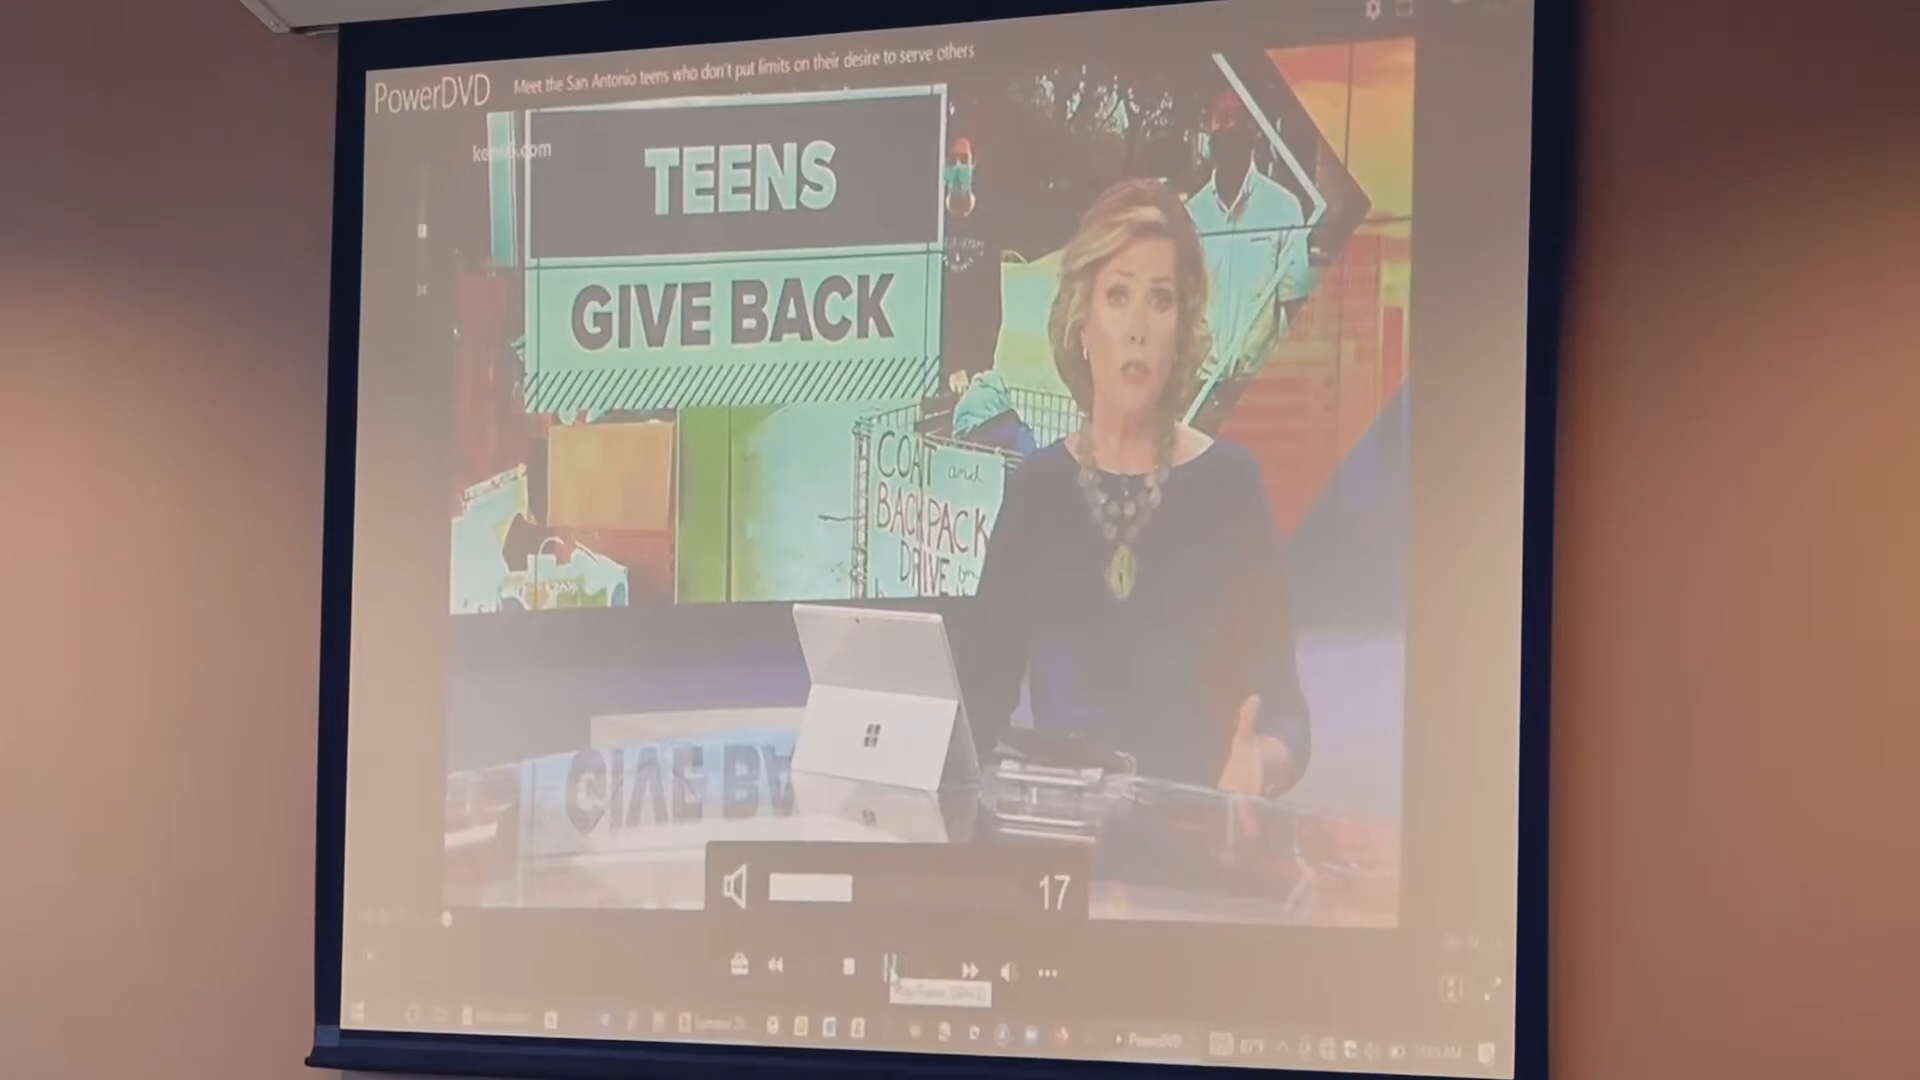 PowerDVD
Meet the San Antonio teens who don't put limits on their desire to serve others
TEENS
GIVE BACK
COAT and
BACKPACK
DRIVE for
GIVE BA
17
PowerDVD